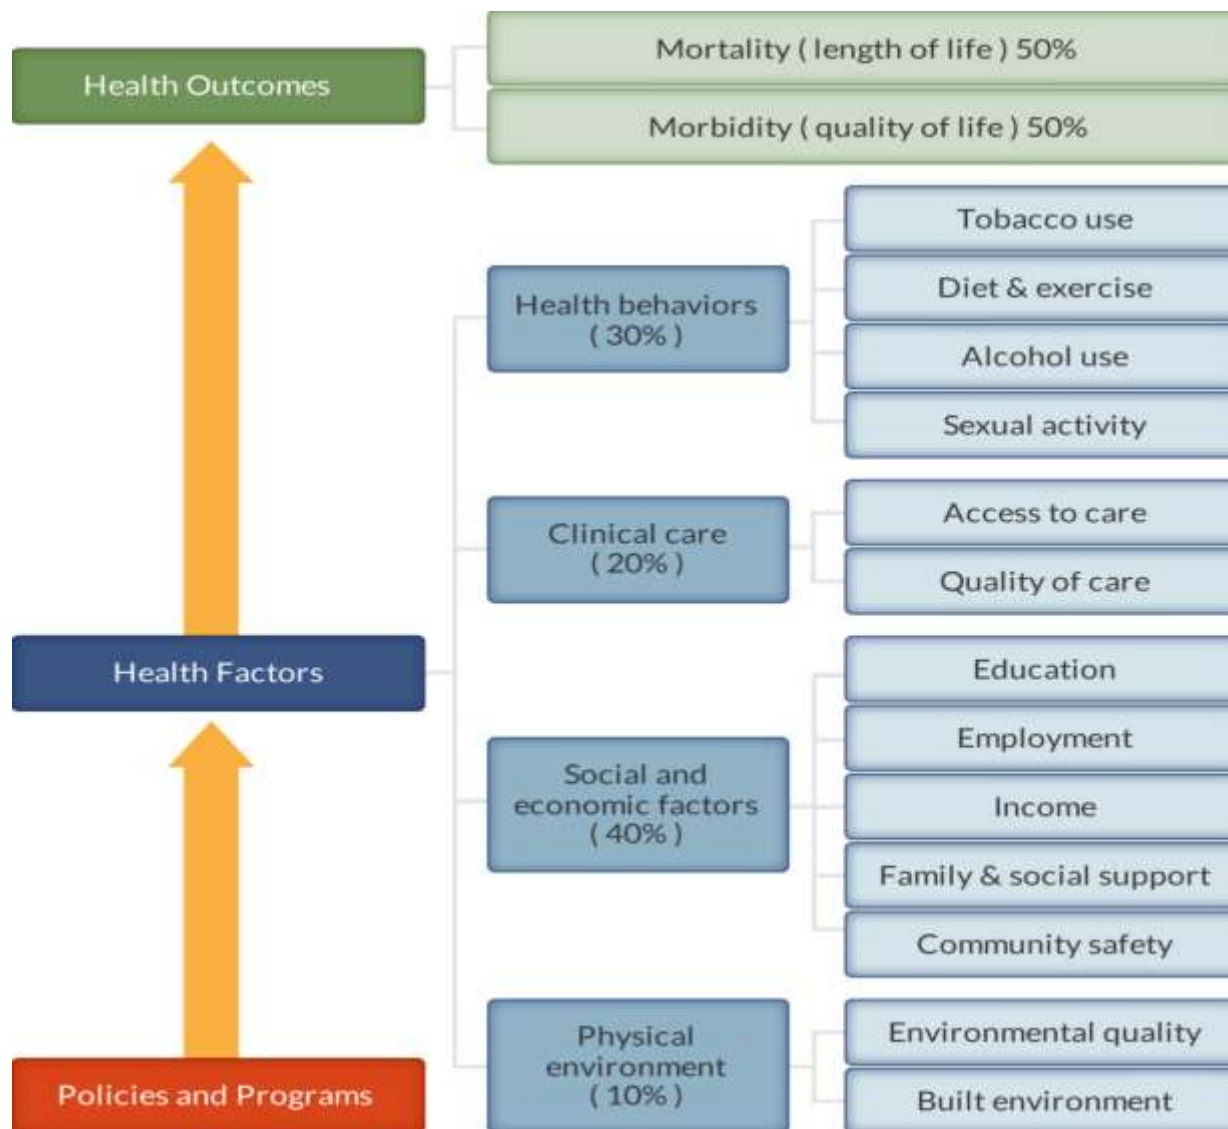 Health Outcomes
Mortality ( length of life ) 50%
Morbidity ( quality of life ) 50%
Health behaviors
( 30% )
Tobacco use
Diet & exercise
Alcohol use
Sexual activity
Clinical care
( 20% )
Access to care
Quality of care
Health Factors
Social and
economic factors
( 40% )
Education
Employment
Income
Family & social support
Community safety
Policies and Programs
Physical
environment
( 10% )
Environmental quality
Built environment